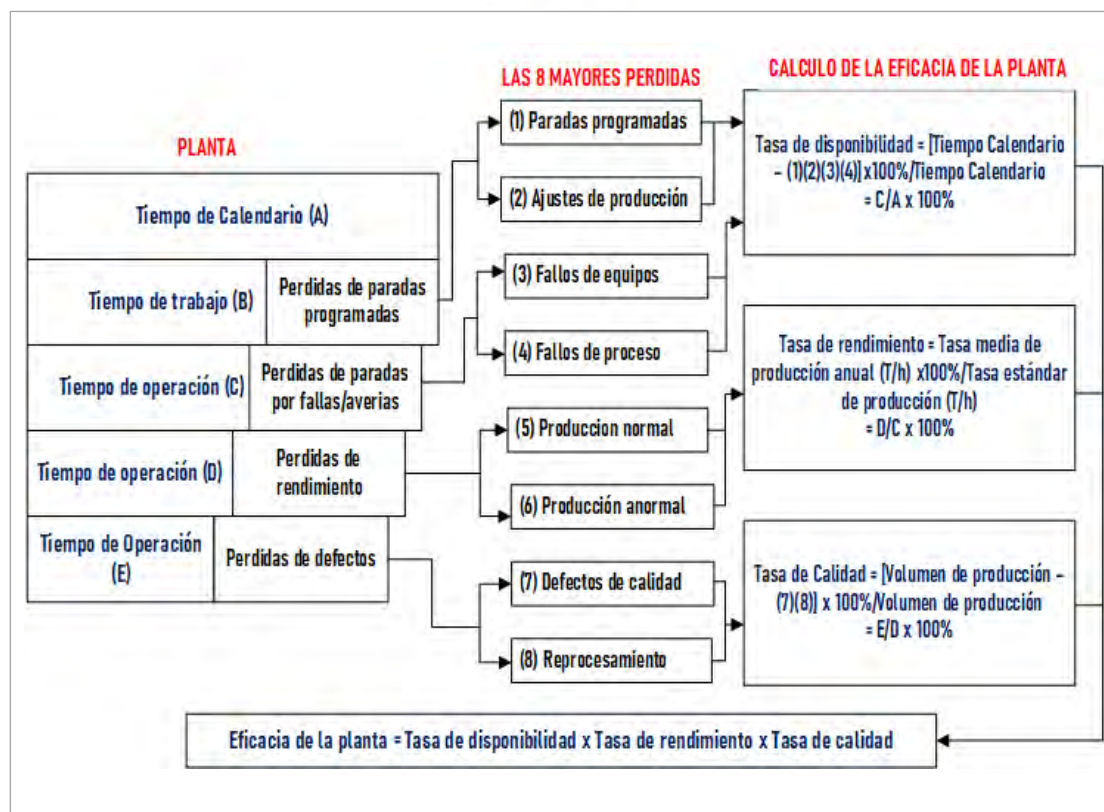 PLANTA
Tiempo de Calendario (A)
Tiempo de trabajo (B)
Perdidas de paradas
programadas
Tiempo de operación (C)
Perdidas de paradas
por fallas/averias
Tiempo de operación (D)
Perdidas de
rendimiento
Tiempo de Operación
(E)
Perdidas de defectos
LAS 8 MAYORES PERDIDAS
(1) Paradas programadas
(2) Ajustes de producción
(3) Fallos de equipos
(4) Fallos de proceso
(5) Produccion normal
(6) Producción anormal
(7) Defectos de calidad
(8) Reprocesamiento
CALCULO DE LA EFICACIA DE LA PLANTA
Tasa de disponibilidad = [Tiempo Calendario
– (1)(2)(3)(4)] x100%/Tiempo Calendario
= C/A x 100%
Tasa de rendimiento = Tasa media de
producción anual (T/h) x100%/Tasa estándar
de producción (T/h)
= D/C x 100%
Tasa de Calidad = [Volumen de producción –
(7)(8)] x 100%/Volumen de producción
= E/D x 100%
Eficacia de la planta = Tasa de disponibilidad x Tasa de rendimiento x Tasa de calidad